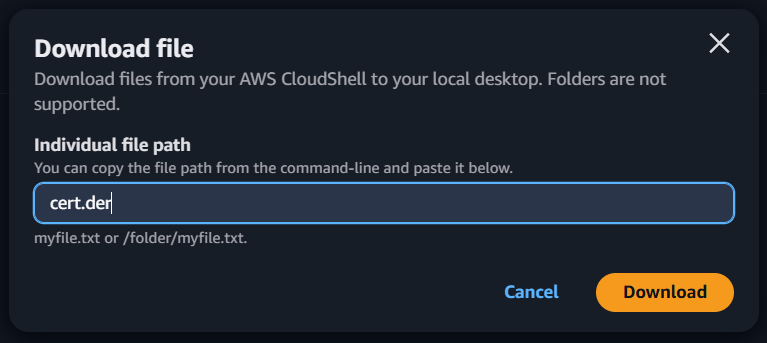 Download file
Download files from your AWS CloudShell to your local desktop. Folders are not
supported.
Individual file path
You can copy the file path from the command-line and paste it below.
cert.der
myfile.txt or /folder/myfile.txt.
Cancel
Download